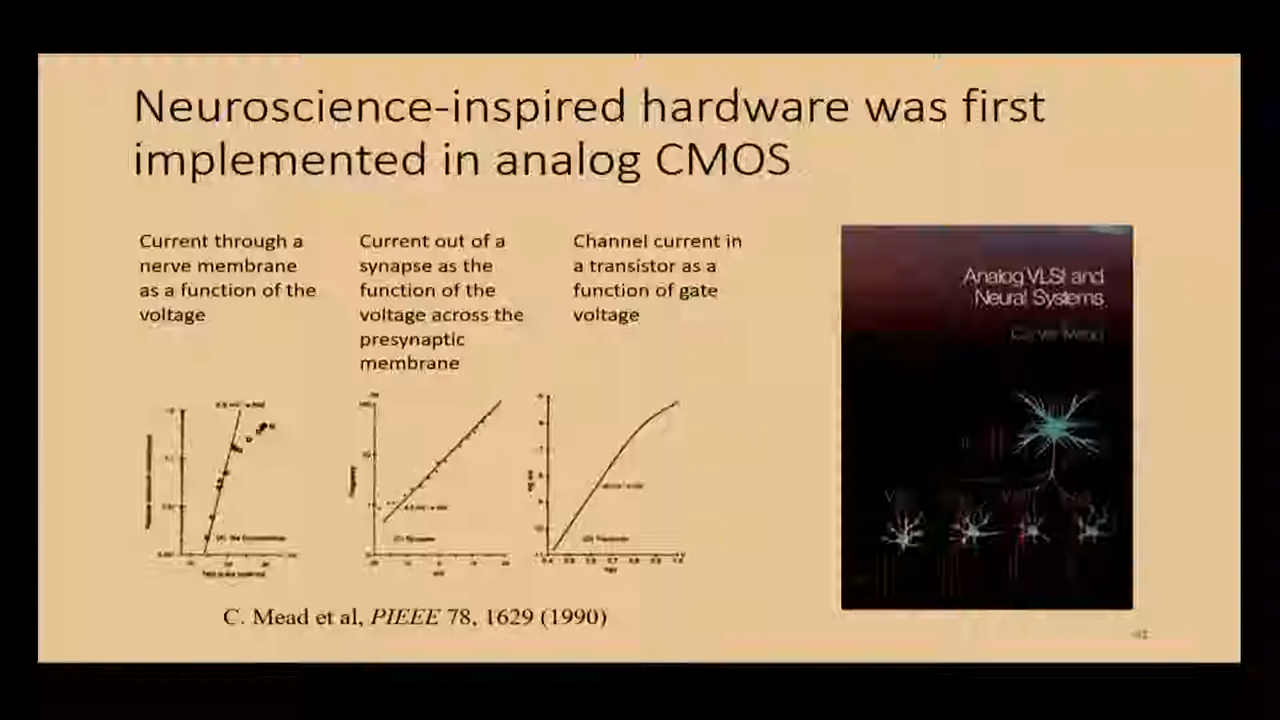 Neuroscience-inspired hardware was first
implemented in analog CMOS
Current through a
nerve membrane
as a function of the
voltage
Current out of a
synapse as the
function of the
voltage across the
presynaptic
membrane
Channel current in
a transistor as a
function of gate
voltage
Analog VLSI and
Neural Systems
Carver Mead
C. Mead et al, PIEEE 78, 1629 (1990)